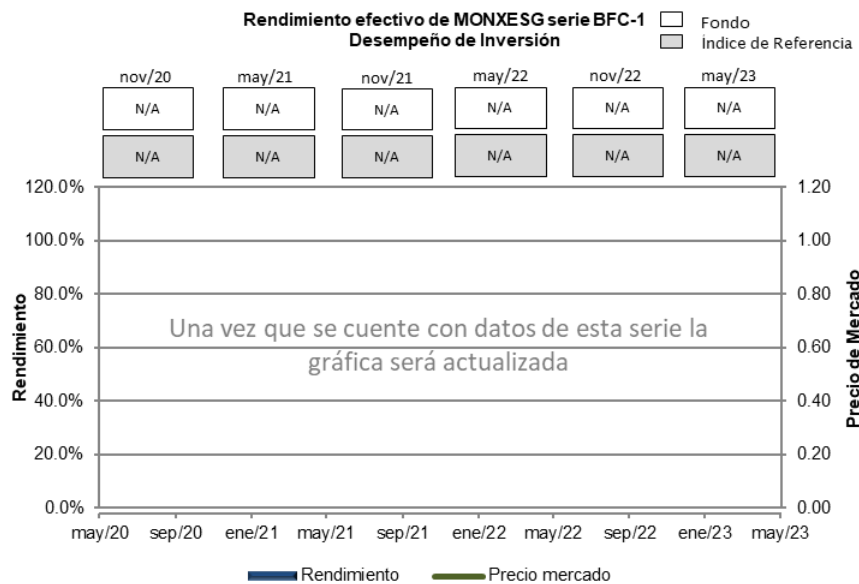 Rendimiento efectivo de MONXESG serie BFC-1
Desempeño de Inversión
Fondo
Índice de Referencia
nov/20 may/21 nov/21 may/22 nov/22 may/23
N/A N/A N/A N/A N/A N/A
N/A N/A N/A N/A N/A N/A
120.0% 1.20
100.0% 1.00
80.0% 0.80
Una vez que se cuente con datos de esta serie la
60.0% 0.60
gráfica será actualizada
40.0% 0.40
20.0% 0.20
0.0% 0.00
Rendimiento
Precio de Mercado
may/20 sep/20 ene/21 may/21 sep/21 ene/22 may/22 sep/22 ene/23 may/23
Rendimiento Precio mercado